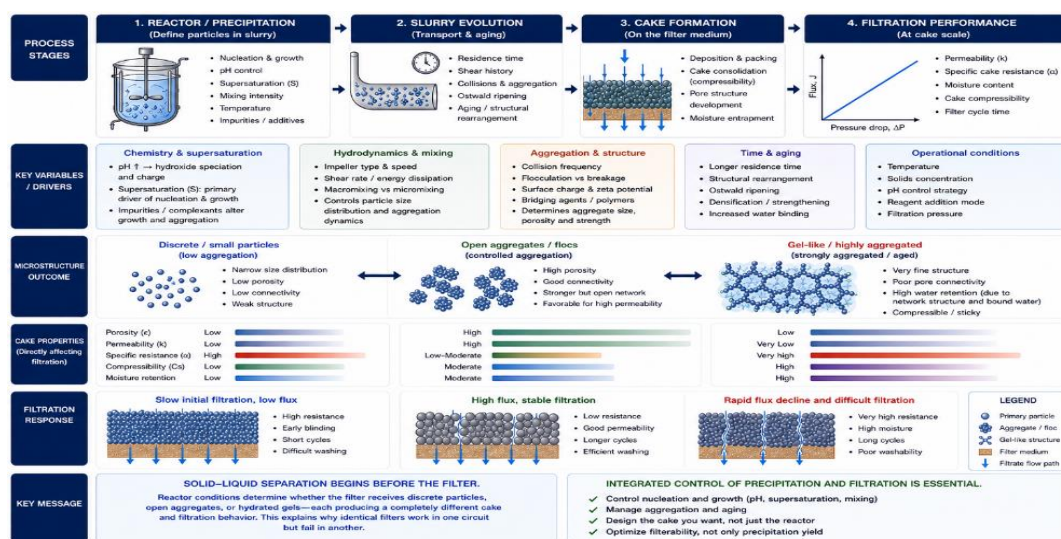 PROCESS STAGES
1. REACTOR / PRECIPITATION
(Define particles in slurry)
• Nucleation & growth
• pH control
• Supersaturation (S)
• Mixing intensity
• Temperature
• Impurities / additives
2. SLURRY EVOLUTION
(Transport & aging)
• Residence time
• Shear history
• Collisions & aggregation
• Ostwald ripening
• Aging / structural
rearrangement
3. CAKE FORMATION
(On the filter medium)
• Deposition & packing
• Cake consolidation
(compressibility)
• Pore structure
development
• Moisture entrapment
4. FILTRATION PERFORMANCE
(At cake scale)
Flux, J
Pressure drop, ΔP
• Permeability (k)
• Specific cake resistance (α)
• Moisture content
• Cake compressibility
• Filter cycle time
KEY VARIABLES
/ DRIVERS
Chemistry & supersaturation
• pH ↑ → hydroxide speciation
and charge
• Supersaturation (S): primary
driver of nucleation & growth
• Impurities / complexants alter
growth and aggregation
Hydrodynamics & mixing
• Impeller type & speed
• Shear rate / energy dissipation
• Macromixing vs micromixing
• Controls particle size
distribution and aggregation
dynamics
Aggregation & structure
• Collision frequency
• Flocculation vs breakage
• Surface charge & zeta potential
• Bridging agents / polymers
• Determines aggregate size,
porosity and strength
Time & aging
• Longer residence time
• Structural rearrangement
• Ostwald ripening
• Densification / strengthening
• Increased water binding
Operational conditions
• Temperature
• Solids concentration
• pH control strategy
• Reagent addition mode
• Filtration pressure
MICROSTRUCTURE
OUTCOME
Discrete / small particles
(low aggregation)
• Narrow size distribution
• Low porosity
• Low connectivity
• Weak structure
Open aggregates / flocs
(controlled aggregation)
• High porosity
• Good connectivity
• Stronger but open network
• Favorable for high permeability
Gel-like / highly aggregated
(strongly aggregated / aged)
• Very fine structure
• Poor pore connectivity
• High water retention (due to
network structure and bound water)
• Compressible / sticky
CAKE PROPERTIES
(Directly affecting
filtration)
Porosity (ε) Low High Low
Permeability (k) Low High Very Low
Specific resistance (α) High Low–Moderate Very high
Compressibility (Cs) Low Moderate High
Moisture retention Low Moderate High
FILTRATION
RESPONSE
Slow initial filtration, low flux
• High resistance
• Early blinding
• Short cycles
• Difficult washing
High flux, stable filtration
• Low resistance
• Good permeability
• Longer cycles
• Efficient washing
Rapid flux decline and difficult filtration
• Very high resistance
• High moisture
• Long cycles
• Poor washability
LEGEND
Primary particle
Aggregate / floc
Gel-like structure
Filter medium
Filtrate flow path
KEY MESSAGE
SOLID–LIQUID SEPARATION BEGINS BEFORE THE FILTER.
Reactor conditions determine whether the filter receives discrete particles,
open aggregates, or hydrated gels—each producing a completely different cake
and filtration behavior. This explains why identical filters work in one circuit
but fail in another.
INTEGRATED CONTROL OF PRECIPITATION AND FILTRATION IS ESSENTIAL.
✓ Control nucleation and growth (pH, supersaturation, mixing)
✓ Manage aggregation and aging
✓ Design the cake you want, not just the reactor
✓ Optimize filterability, not only precipitation yield